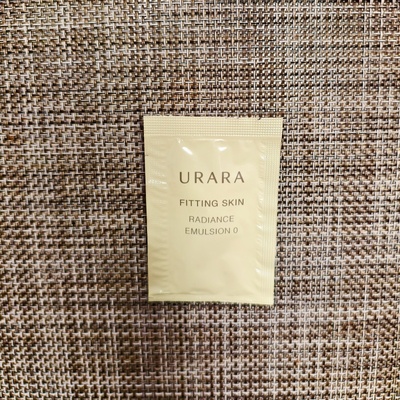 URARA
FITTING SKIN
RADIANCE
EMULSION 0